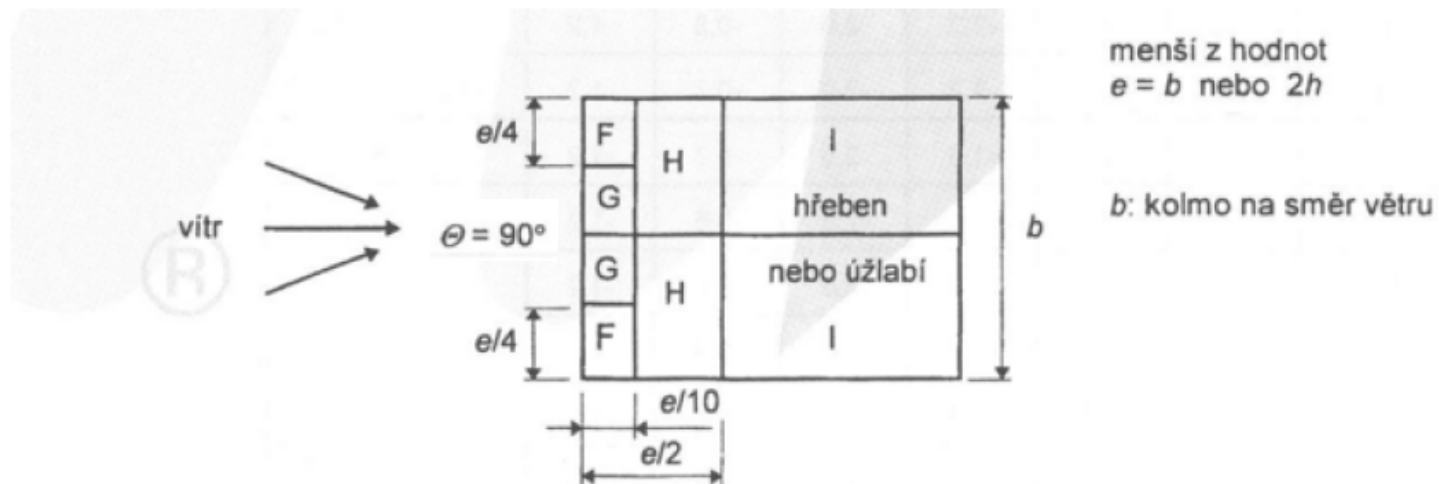 menší z hodnot
e = b nebo 2h
e/4
F
H
I
G
hřeben
b
b: kolmo na směr větru
vítr
Θ = 90°
G
nebo úžlabí
H
e/4
F
I
e/10
e/2
R